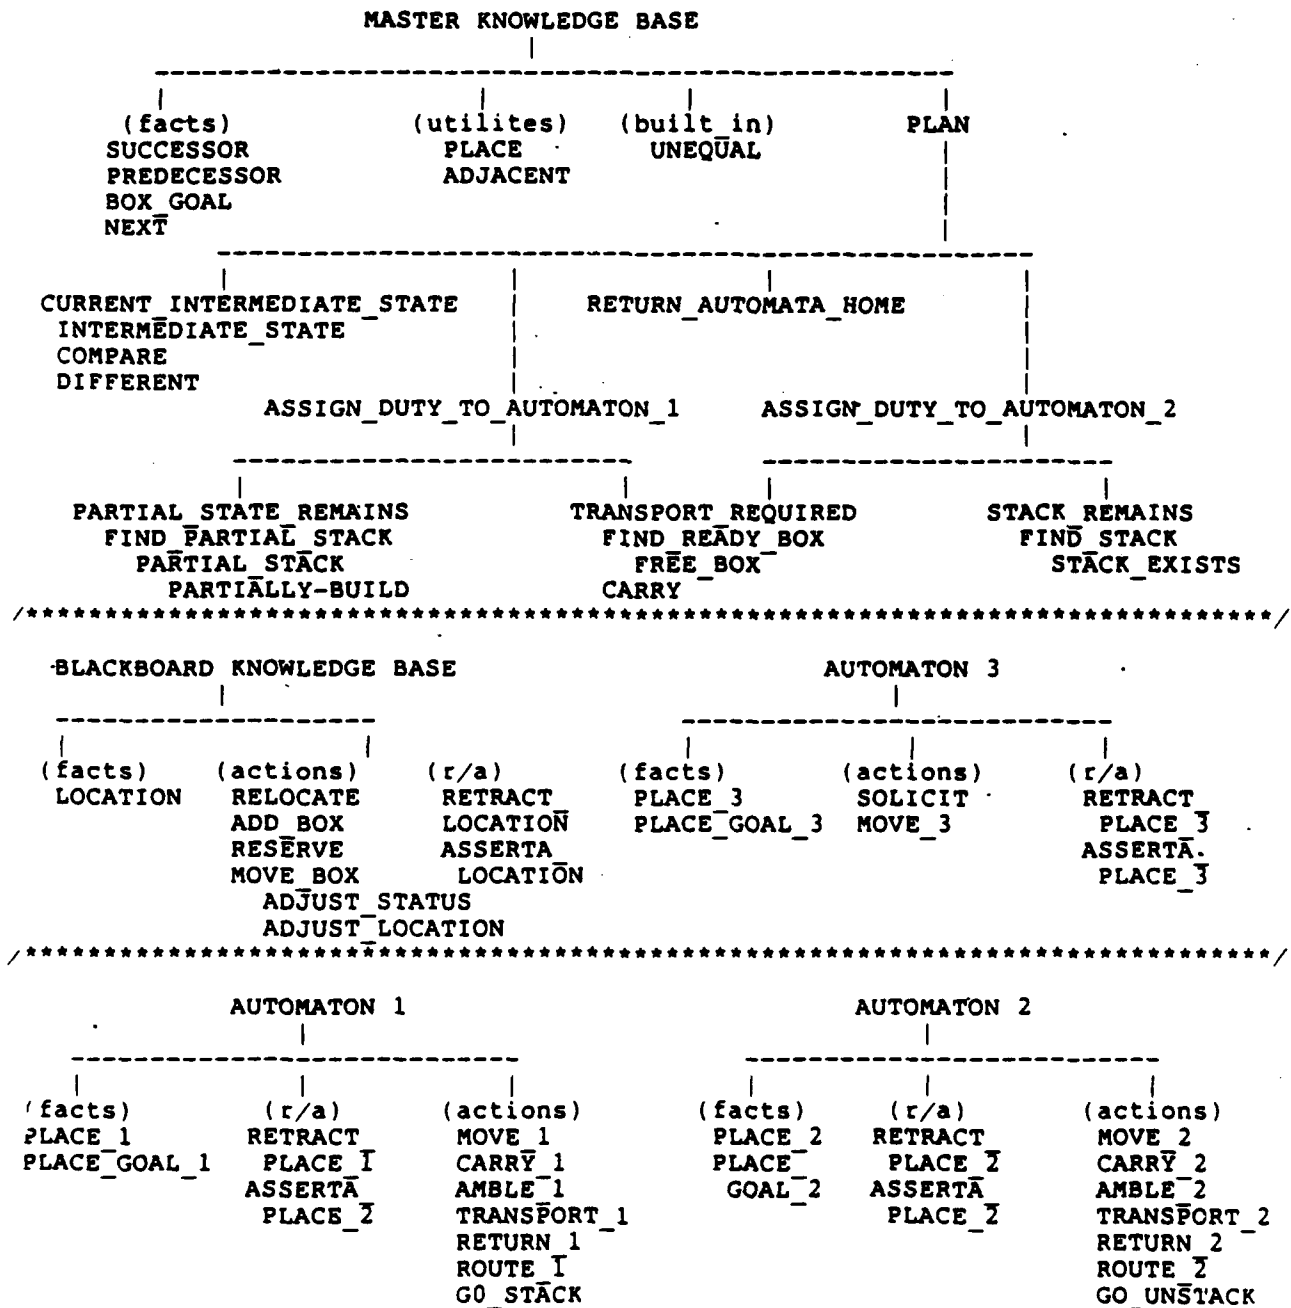 MASTER KNOWLEDGE BASE
(facts) (utilites) (built_in) PLAN
SUCCESSOR PLACE UNEQUAL
PREDECESSOR ADJACENT
BOX_GOAL
NEXT
CURRENT_INTERMEDIATE_STATE RETURN_AUTOMATA_HOME
INTERMEDIATE_STATE
COMPARE
DIFFERENT
ASSIGN_DUTY_TO_AUTOMATON_1 ASSIGN_DUTY_TO_AUTOMATON_2
PARTIAL_STATE_REMAINS TRANSPORT_REQUIRED STACK_REMAINS
FIND_PARTIAL_STACK FIND_READY_BOX FIND_STACK
PARTIAL_STACK FREE_BOX STACK_EXISTS
PARTIALLY-BUILD CARRY
BLACKBOARD KNOWLEDGE BASE AUTOMATON 3
(facts) (actions) (r/a) (facts) (actions) (r/a)
LOCATION RELOCATE RETRACT_ PLACE_3 SOLICIT RETRACT_
ADD_BOX LOCATION PLACE_GOAL_3 MOVE_3 PLACE_3
RESERVE ASSERTA_ ASSERTA_
MOVE_BOX LOCATION PLACE_3
ADJUST_STATUS
ADJUST_LOCATION
AUTOMATON 1 AUTOMATON 2
(facts) (r/a) (actions) (facts) (r/a) (actions)
PLACE_1 RETRACT_ MOVE_1 PLACE_2 RETRACT_ MOVE_2
PLACE_GOAL_1 PLACE_1 CARRY_1 PLACE_ PLACE_2 CARRY_2
ASSERTA_ AMBLE_1 GOAL_2 ASSERTA_ AMBLE_2
PLACE_2 TRANSPORT_1 PLACE_2 TRANSPORT_2
RETURN_1 RETURN_2
ROUTE_1 ROUTE_2
GO_STACK GO_UNSTACK